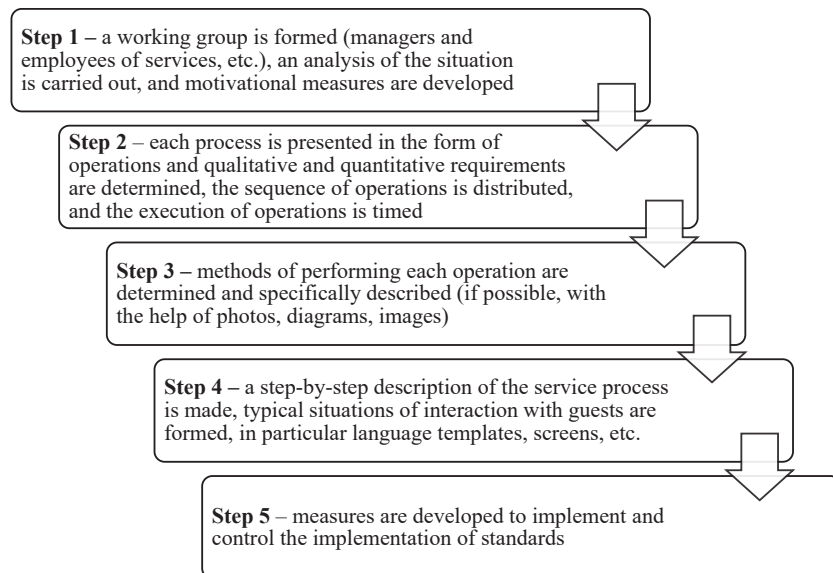 Step 1 – a working group is formed (managers and
employees of services, etc.), an analysis of the situation
is carried out, and motivational measures are developed
Step 2 – each process is presented in the form of
operations and qualitative and quantitative requirements
are determined, the sequence of operations is distributed,
and the execution of operations is timed
Step 3 – methods of performing each operation are
determined and specifically described (if possible, with
the help of photos, diagrams, images)
Step 4 – a step-by-step description of the service process
is made, typical situations of interaction with guests are
formed, in particular language templates, screens, etc.
Step 5 – measures are developed to implement and
control the implementation of standards